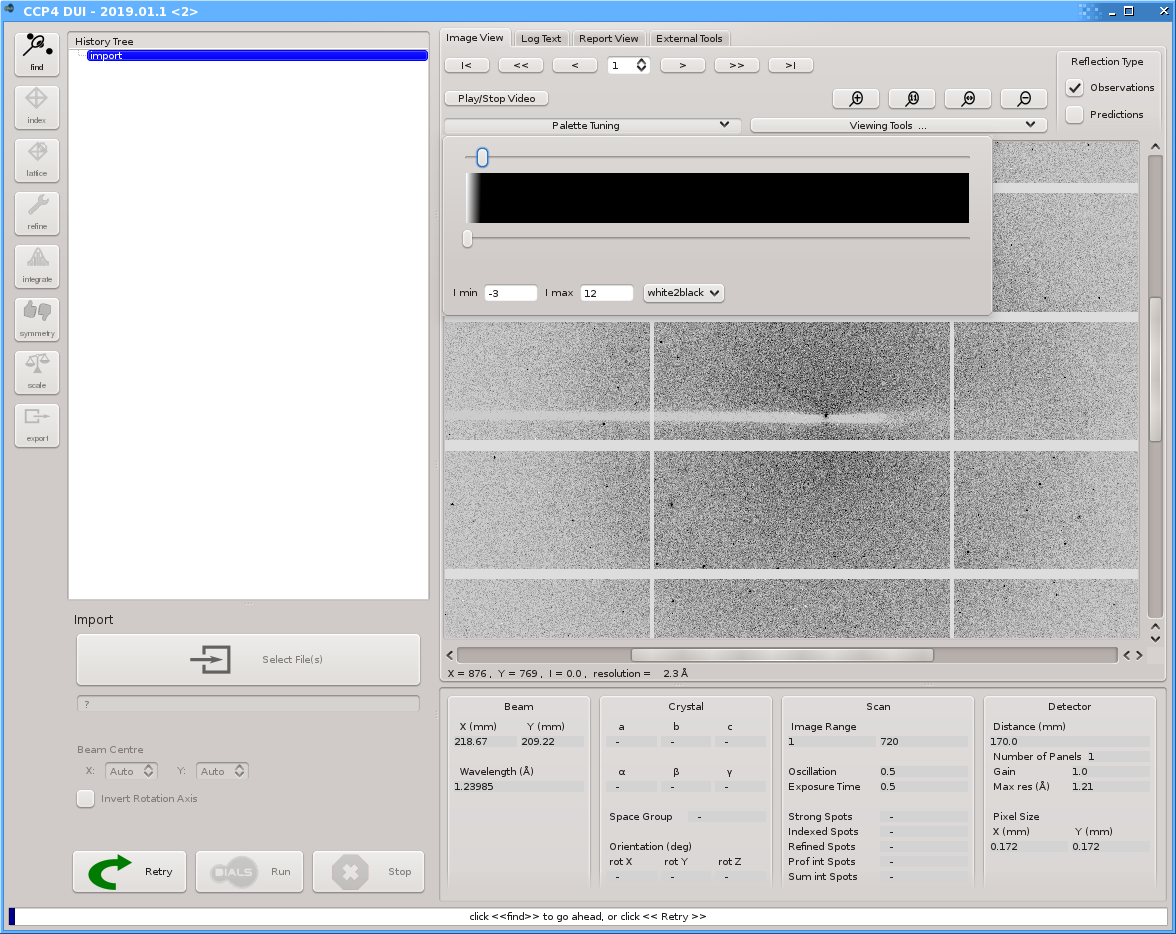 CCP4 DUI - 2019.01.1 <2>
find
index
lattice
refine
integrate
symmetry
scale
export
History Tree
import
Import
Select File(s)
?
Beam Centre
X: Auto Y: Auto
Invert Rotation Axis
Retry DIALS Run Stop
Image View Log Text Report View External Tools
|< << < 1 > >> >|
Play/Stop Video
Palette Tuning Viewing Tools ...
Reflection Type
Observations
Predictions
I min -3 I max 12 white2black
X = 876 , Y = 769 , I = 0.0 , resolution = 2.3 Å
Beam
X (mm) Y (mm)
218.67 209.22
Wavelength (Å)
1.23985
Crystal
a b c
- - -
α β γ
- - -
Space Group -
Orientation (deg)
rot X rot Y rot Z
- - -
Scan
Image Range
1 720
Oscillation 0.5
Exposure Time 0.5
Strong Spots -
Indexed Spots -
Refined Spots -
Prof int Spots -
Sum int Spots -
Detector
Distance (mm)
170.0
Number of Panels 1
Gain 1.0
Max res (Å) 1.21
Pixel Size
X (mm) Y (mm)
0.172 0.172
click <<find>> to go ahead, or click << Retry >>